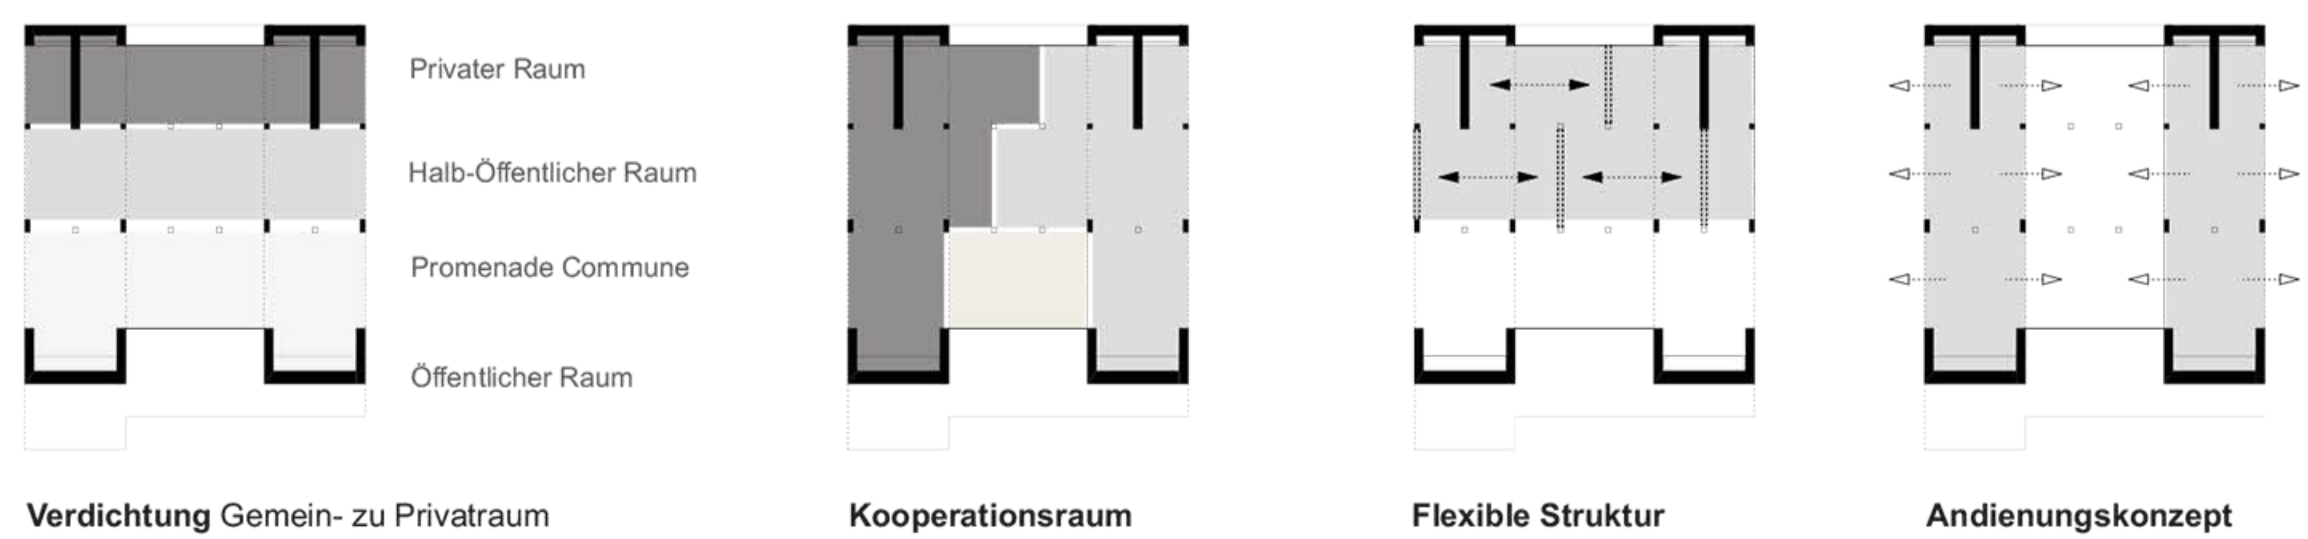 Privater Raum
Halb-Öffentlicher Raum
Promenade Commune
Öffentlicher Raum
Verdichtung Gemein- zu Privatraum
Kooperationsraum
Flexible Struktur
Andienungskonzept